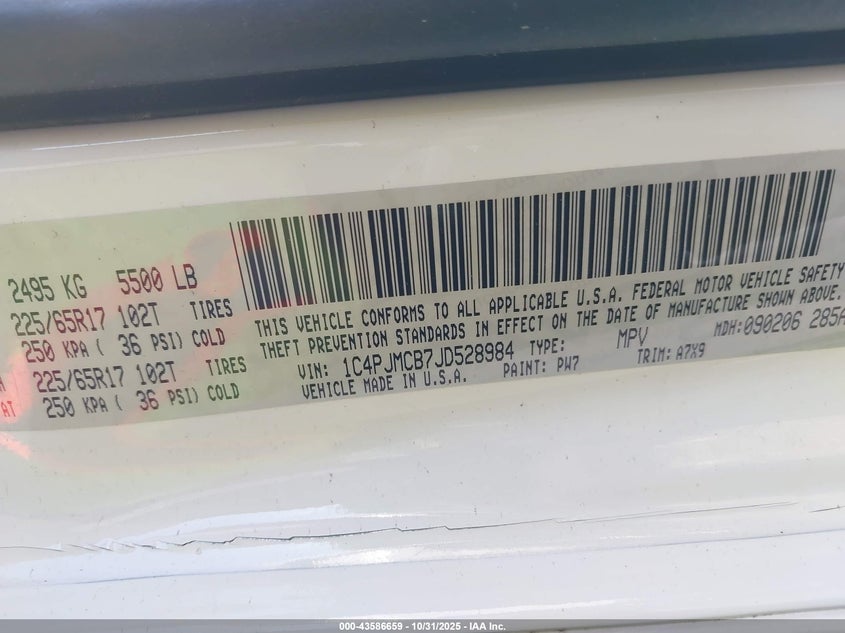 2495 KG 5500 LB
225/65R17 102T TIRES
250 KPA ( 36 PSI) COLD
225/65R17 102T TIRES
AT 250 KPA ( 36 PSI) COLD
THIS VEHICLE CONFORMS TO ALL APPLICABLE U.S.A. FEDERAL MOTOR VEHICLE SAFETY
THEFT PREVENTION STANDARDS IN EFFECT ON THE DATE OF MANUFACTURE SHOWN ABOVE.
VIN: 1C4PJMCB7JD528984 TYPE: MPV MDH:090206 285A
VEHICLE MADE IN U.S.A. PAINT: PW7 TRIM: A7X9
000-43586659 - 10/31/2025 - IAA Inc.